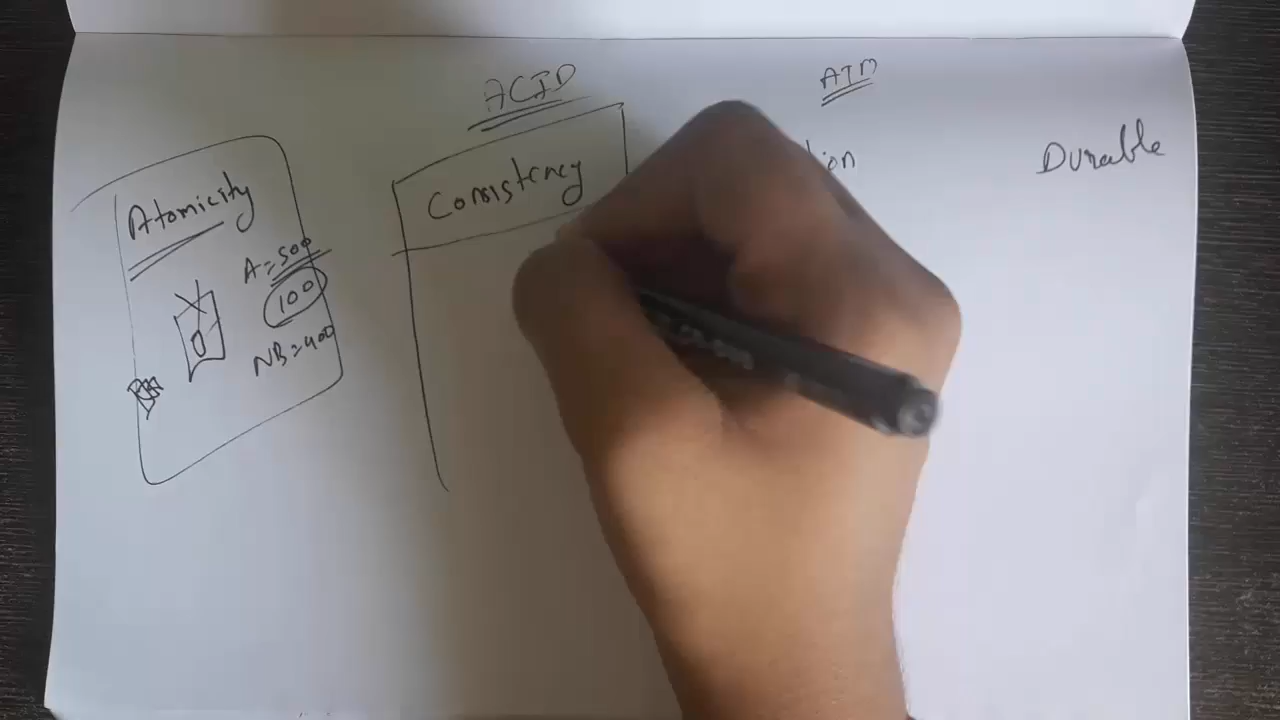 ACID
ATM
Atomicity
A=500
100
NB=400
Consistency
Durable